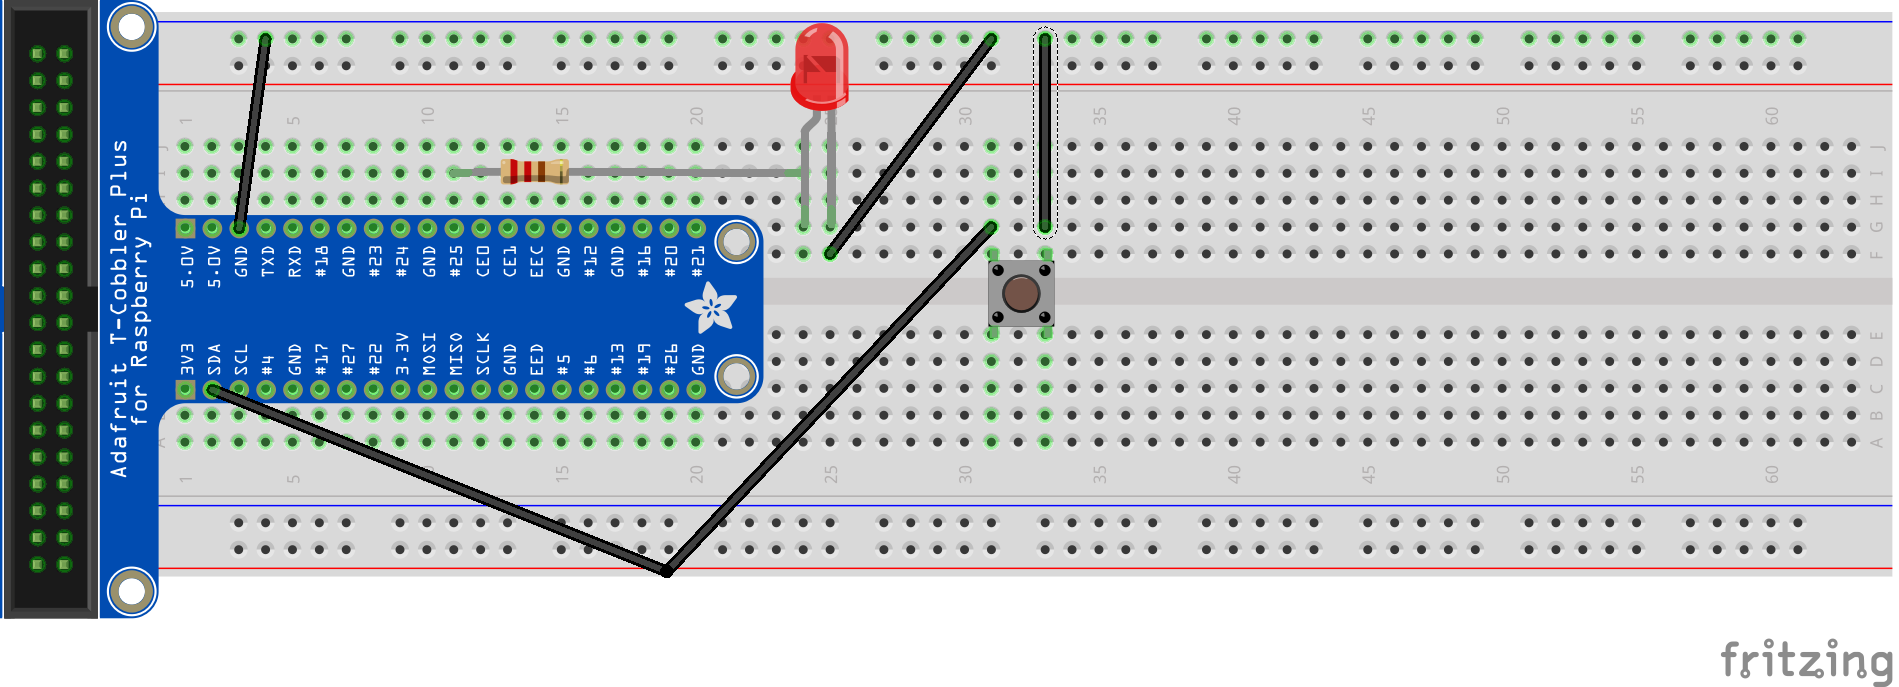 Adafruit T-Cobbler Plus
for Raspberry Pi
1 5 10 15 20 30 35 40 45 50 55 60
J
I
H
G
F
5.0V 5.0V GND TXD RXD #18 GND #23 #24 GND #25 CE0 CE1 EEC GND #12 GND #16 #20 #21
3V3 SDA SCL #4 GND #17 #27 #22 3.3V MOSI MISO SCLK GND EED #5 #6 #13 #19 #26 GND
E
D
C
B
A
1 5 15 20 25 30 35 40 45 50 55 60
fritzing